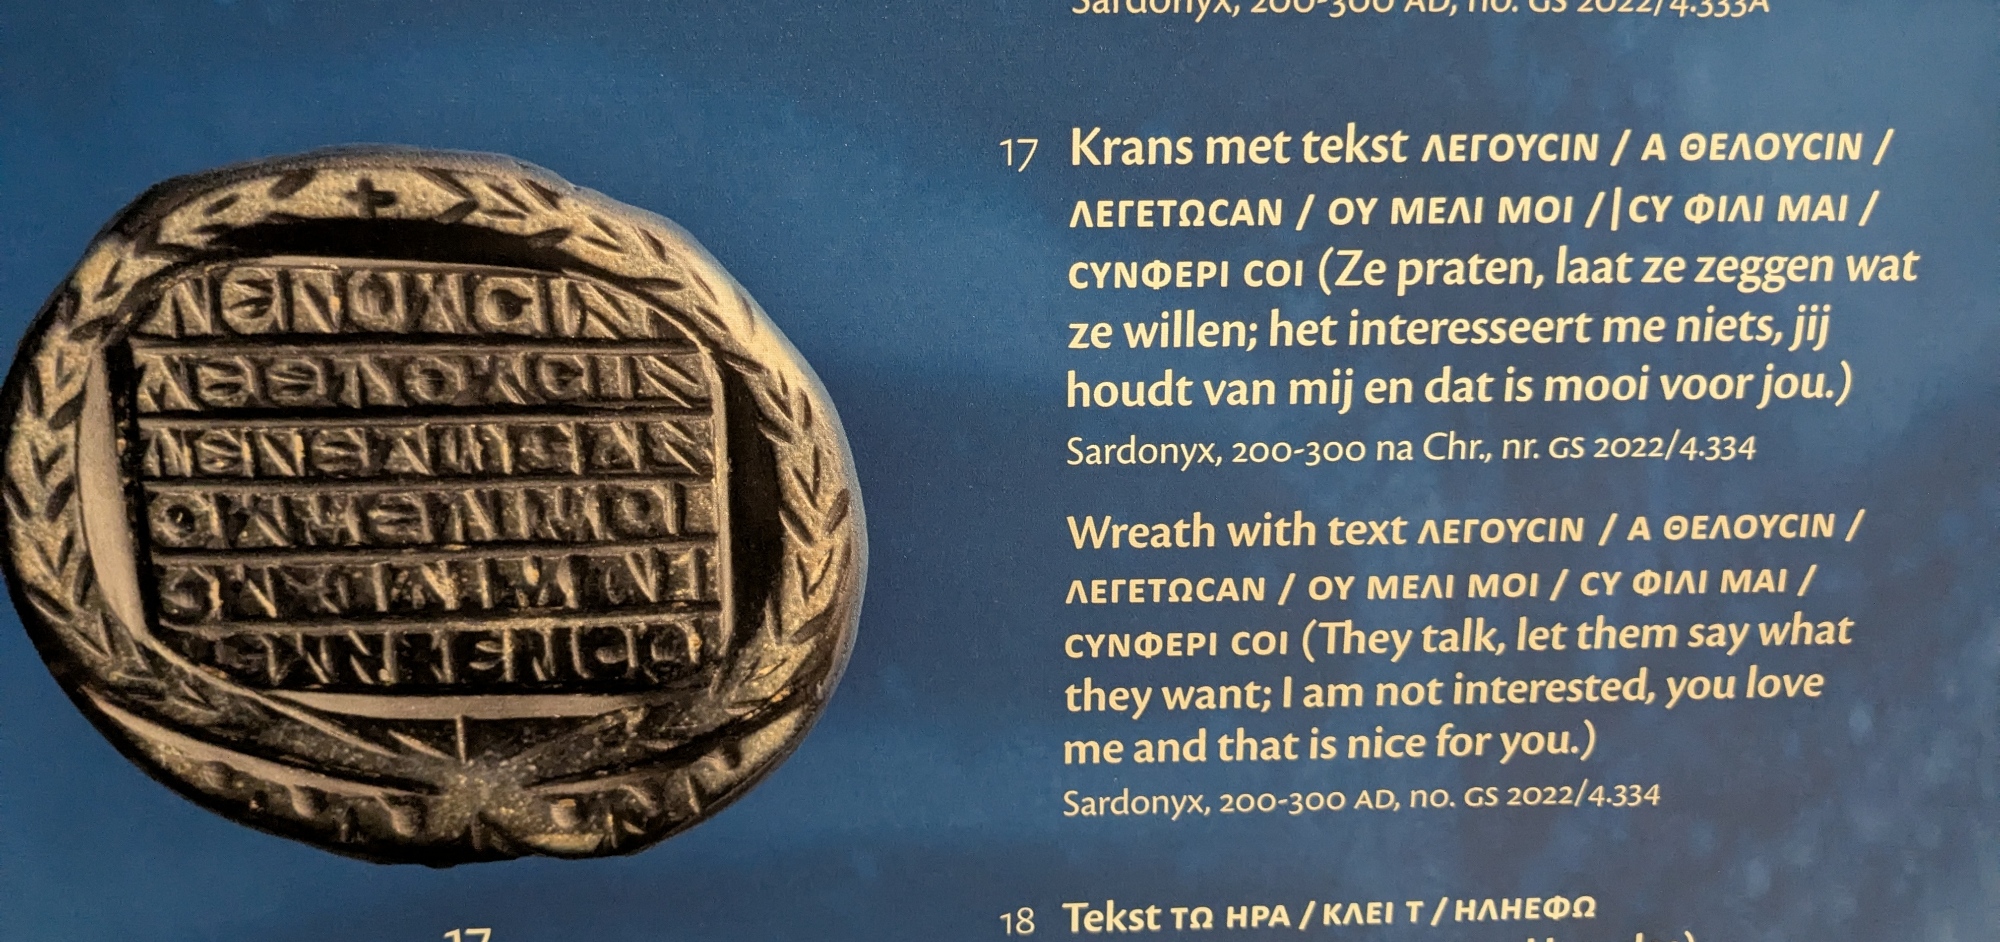 Sardonyx, 200-300 AD, no. GS 2022/4.333A
17 Krans met tekst ΛΕΓΟΥCΙΝ / Α ΘΕΛΟΥCΙΝ /
ΛΕΓΕΤΩCΑΝ / ΟΥ ΜΕΛΙ ΜΟΙ /|CΥ ΦΙΛΙ ΜΑΙ /
CΥΝΦΕΡΙ CΟΙ (Ze praten, laat ze zeggen wat
ze willen; het interesseert me niets, jij
houdt van mij en dat is mooi voor jou.)
Sardonyx, 200-300 na Chr., nr. GS 2022/4.334
Wreath with text ΛΕΓΟΥCΙΝ / Α ΘΕΛΟΥCΙΝ /
ΛΕΓΕΤΩCΑΝ / ΟΥ ΜΕΛΙ ΜΟΙ / CΥ ΦΙΛΙ ΜΑΙ /
CΥΝΦΕΡΙ CΟΙ (They talk, let them say what
they want; I am not interested, you love
me and that is nice for you.)
Sardonyx, 200-300 AD, no. GS 2022/4.334
18 Tekst ΤΩ ΗΡΑ / ΚΛΕΙ Τ / ΗΛΗΕΦΩ
17